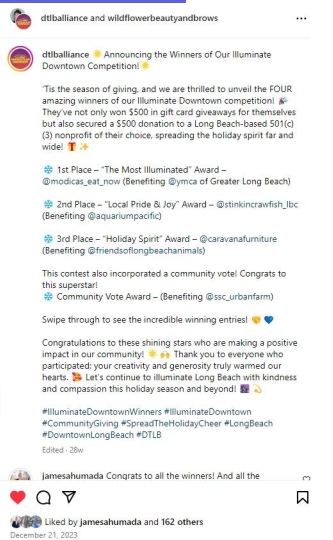 dtlballiance and wildflowerbeautyandbrows
dtlballiance ☀️Announcing the Winners of Our Illuminate
Downtown Competition!☀️
'Tis the season of giving, and we are thrilled to unveil the FOUR
amazing winners of our Illuminate Downtown competition! 🎉
They've not only won $500 in gift card giveaways for themselves
but also secured a $500 donation to a Long Beach-based 501(c)
(3) nonprofit of their choice, spreading the holiday spirit far and
wide! 🎁✨
❄️ 1st Place – "The Most Illuminated" Award –
@modicas_eat_now (Benefiting @ymca of Greater Long Beach)
❄️ 2nd Place – "Local Pride & Joy" Award – @stinkincrawfish_lbc
(Benefiting @aquariumpacific)
❄️ 3rd Place – "Holiday Spirit" Award – @caravanafurniture
(Benefiting @friendsoflongbeachanimals)
This contest also incorporated a community vote! Congrats to
this superstar!
❄️ Community Vote Award – (Benefiting @ssc_urbanfarm)
Swipe through to see the incredible winning entries! 💛💙
Congratulations to these shining stars who are making a positive
impact in our community! ☀️🙌 Thank you to everyone who
participated; your creativity and generosity truly warmed our
hearts. 🥰 Let's continue to illuminate Long Beach with kindness
and compassion this holiday season and beyond! 🌆💫
#IlluminateDowntownWinners #IlluminateDowntown
#CommunityGiving #SpreadTheHolidayCheer #LongBeach
#DowntownLongBeach #DTLB
Edited · 28w
jamesahumada Congrats to all the winners! And all the
Liked by jamesahumada and 162 others
December 21, 2023